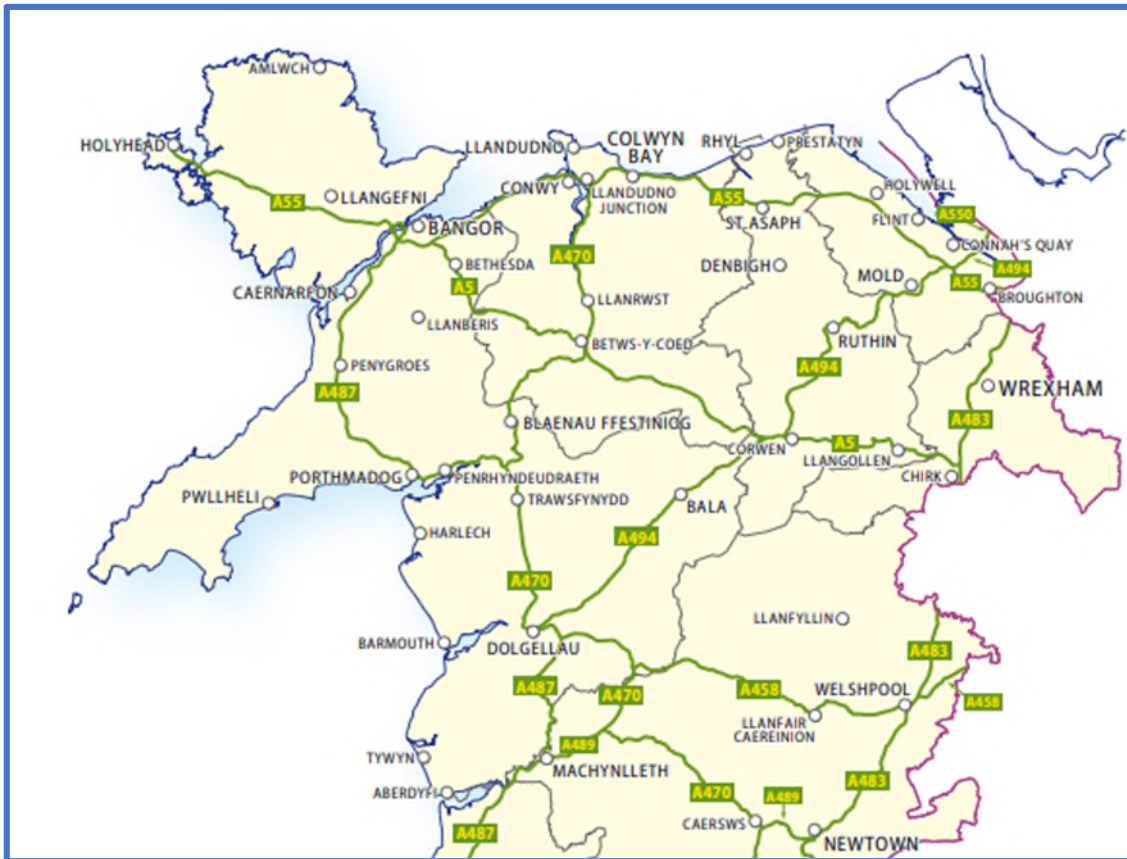 AMLWCH
HOLYHEAD
LLANDUDNO
COLWYN
BAY
RHYL
PRESTATYN
A55
LLANGEFNI
CONWY
LLANDUDNO
JUNCTION
A55
HOLYWELL
BANGOR
ST.ASAPH
FLINT
A550
CONNAH'S QUAY
BETHESDA
A470
DENBIGH
MOLD
A494
A55
BROUGHTON
CAERNARFON
A5
LLANRWST
LLANBERIS
BETWS-Y-COED
RUTHIN
PENYGROES
A494
A487
WREXHAM
BLAENAU FFESTINIOG
A483
CORWEN
A5
LLANGOLLEN
PORTHMADOG
PENRHYNDEUDRAETH
CHIRK
PWLLHELI
TRAWSFYNYDD
BALA
HARLECH
A494
A470
LLANFYLLIN
BARMOUTH
DOLGELLAU
A483
A487
A470
A458
WELSHPOOL
A458
LLANFAIR
CAEREINION
A489
TYWYN
MACHYNLLETH
A483
ABERDYFI
A470
A489
A487
CAERSWS
NEWTOWN